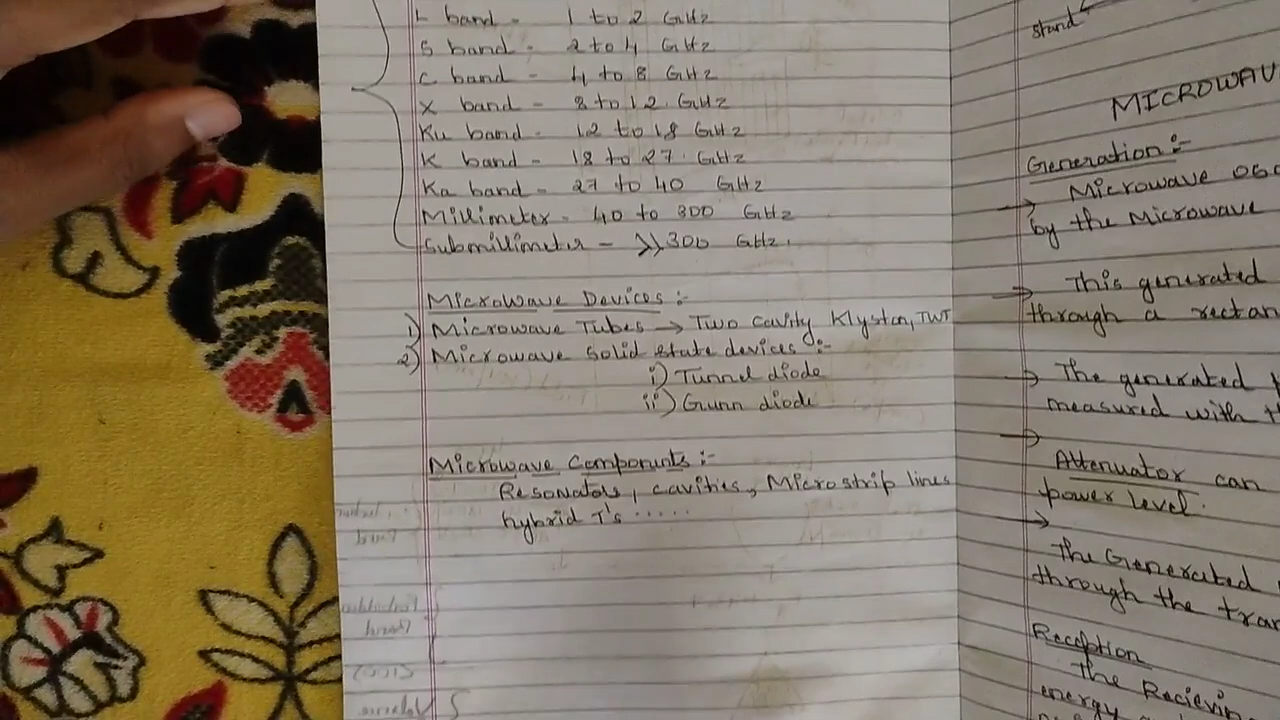 L band - 1 to 2 GHz
S band - 2 to 4 GHz
C band - 4 to 8 GHz
X band - 8 to 12 GHz
Ku band - 12 to 18 GHz
K band - 18 to 27 GHz
Ka band - 27 to 40 GHz
Millimeter - 40 to 300 GHz
Submillimeter - >>300 GHz.
Microwave Devices :-
1) Microwave Tubes → Two cavity Klyston, TWT
2) Microwave solid state devices :-
i) Tunnel diode
ii) Gunn diode
Microwave Components :-
Resonators, cavities, Microstrip lines
hybrid T's .....
stand
MICROWAV
Generation :-
→ Microwave
by the Microwave
→ This generated
through a rectan
→ The generated
measured with th
→
Attenuator can
power level.
→
The Generated
through the tran
Reception
The Recievin
energy